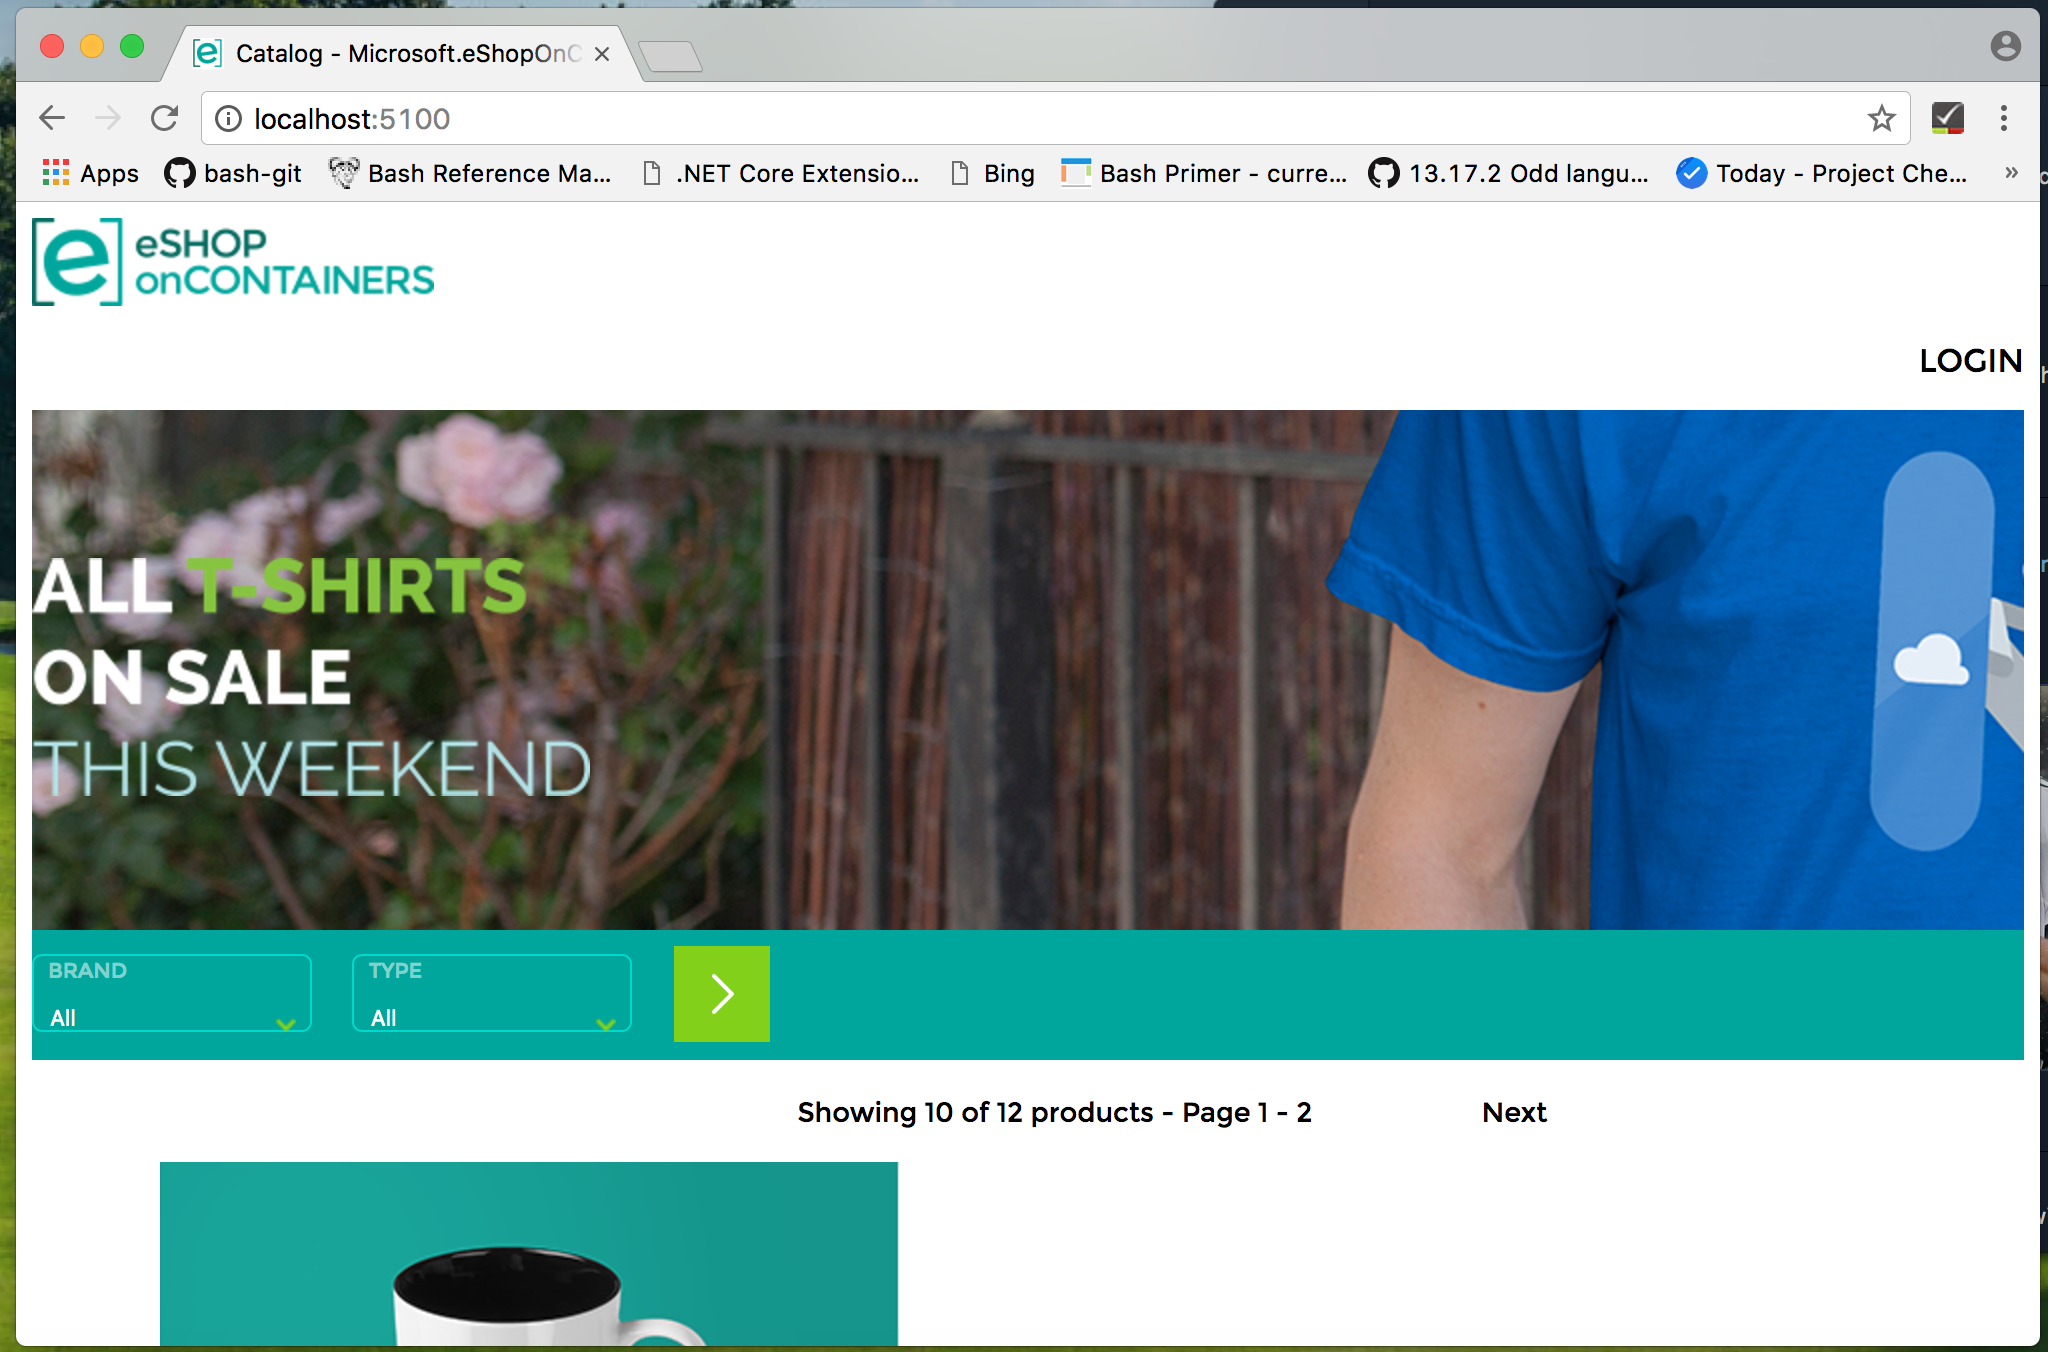 Catalog - Microsoft.eShopOnC
localhost:5100
Apps bash-git Bash Reference Ma... .NET Core Extensio... Bing Bash Primer - curre... 13.17.2 Odd langu... Today - Project Che... »
eSHOP
onCONTAINERS
LOGIN
ALL T-SHIRTS
ON SALE
THIS WEEKEND
BRAND
All
TYPE
All
Showing 10 of 12 products - Page 1 - 2
Next